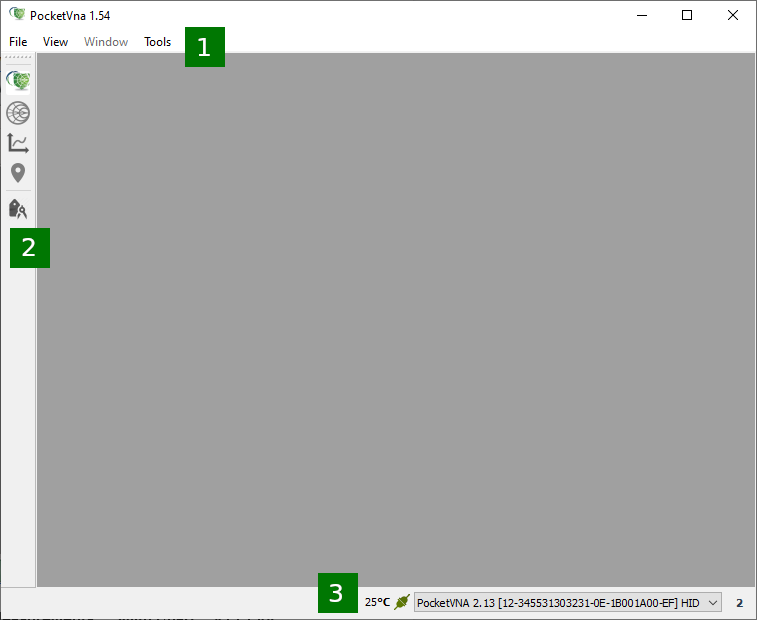 PocketVna 1.54
File View Window Tools
1
2
3
25°C PocketVNA 2.13 [12-345531303231-0E-1B001A00-EF] HID 2